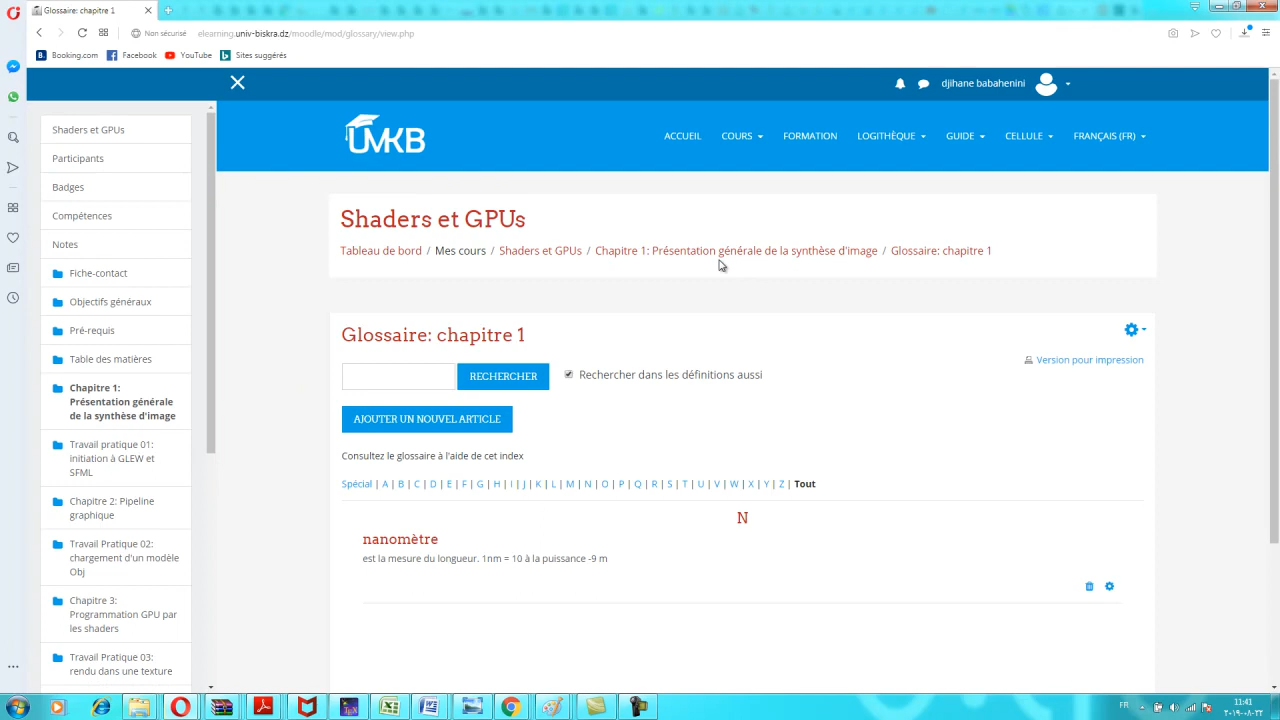 Glossaire: chapitre 1
Non sécurisé
elearning.univ-biskra.dz/moodle/mod/glossary/view.php
Booking.com
Facebook
YouTube
Sites suggérés
djihane babahenini
UMKB
ACCUEIL
COURS
FORMATION
LOGITHÈQUE
GUIDE
CELLULE
FRANÇAIS (FR)
Shaders et GPUs
Participants
Badges
Compétences
Notes
Fiche-contact
Objectifs généraux
Pré-requis
Table des matières
Chapitre 1:
Présentation générale
de la synthèse d'image
Travail pratique 01:
initiation à GLEW et
SFML
Chapitre 2: Pipeline
graphique
Travail Pratique 02:
chargement d'un modèle
Obj
Chapitre 3:
Programmation GPU par
les shaders
Travail Pratique 03:
rendu dans une texture
Shaders et GPUs
Tableau de bord / Mes cours / Shaders et GPUs / Chapitre 1: Présentation générale de la synthèse d'image / Glossaire: chapitre 1
Glossaire: chapitre 1
Version pour impression
RECHERCHER
Rechercher dans les définitions aussi
AJOUTER UN NOUVEL ARTICLE
Consultez le glossaire à l'aide de cet index
Spécial | A | B | C | D | E | F | G | H | I | J | K | L | M | N | O | P | Q | R | S | T | U | V | W | X | Y | Z | Tout
N
nanomètre
est la mesure du longueur. 1nm = 10 à la puissance -9 m
FR
11:41
٢٠١٩-٠٨-٢٢